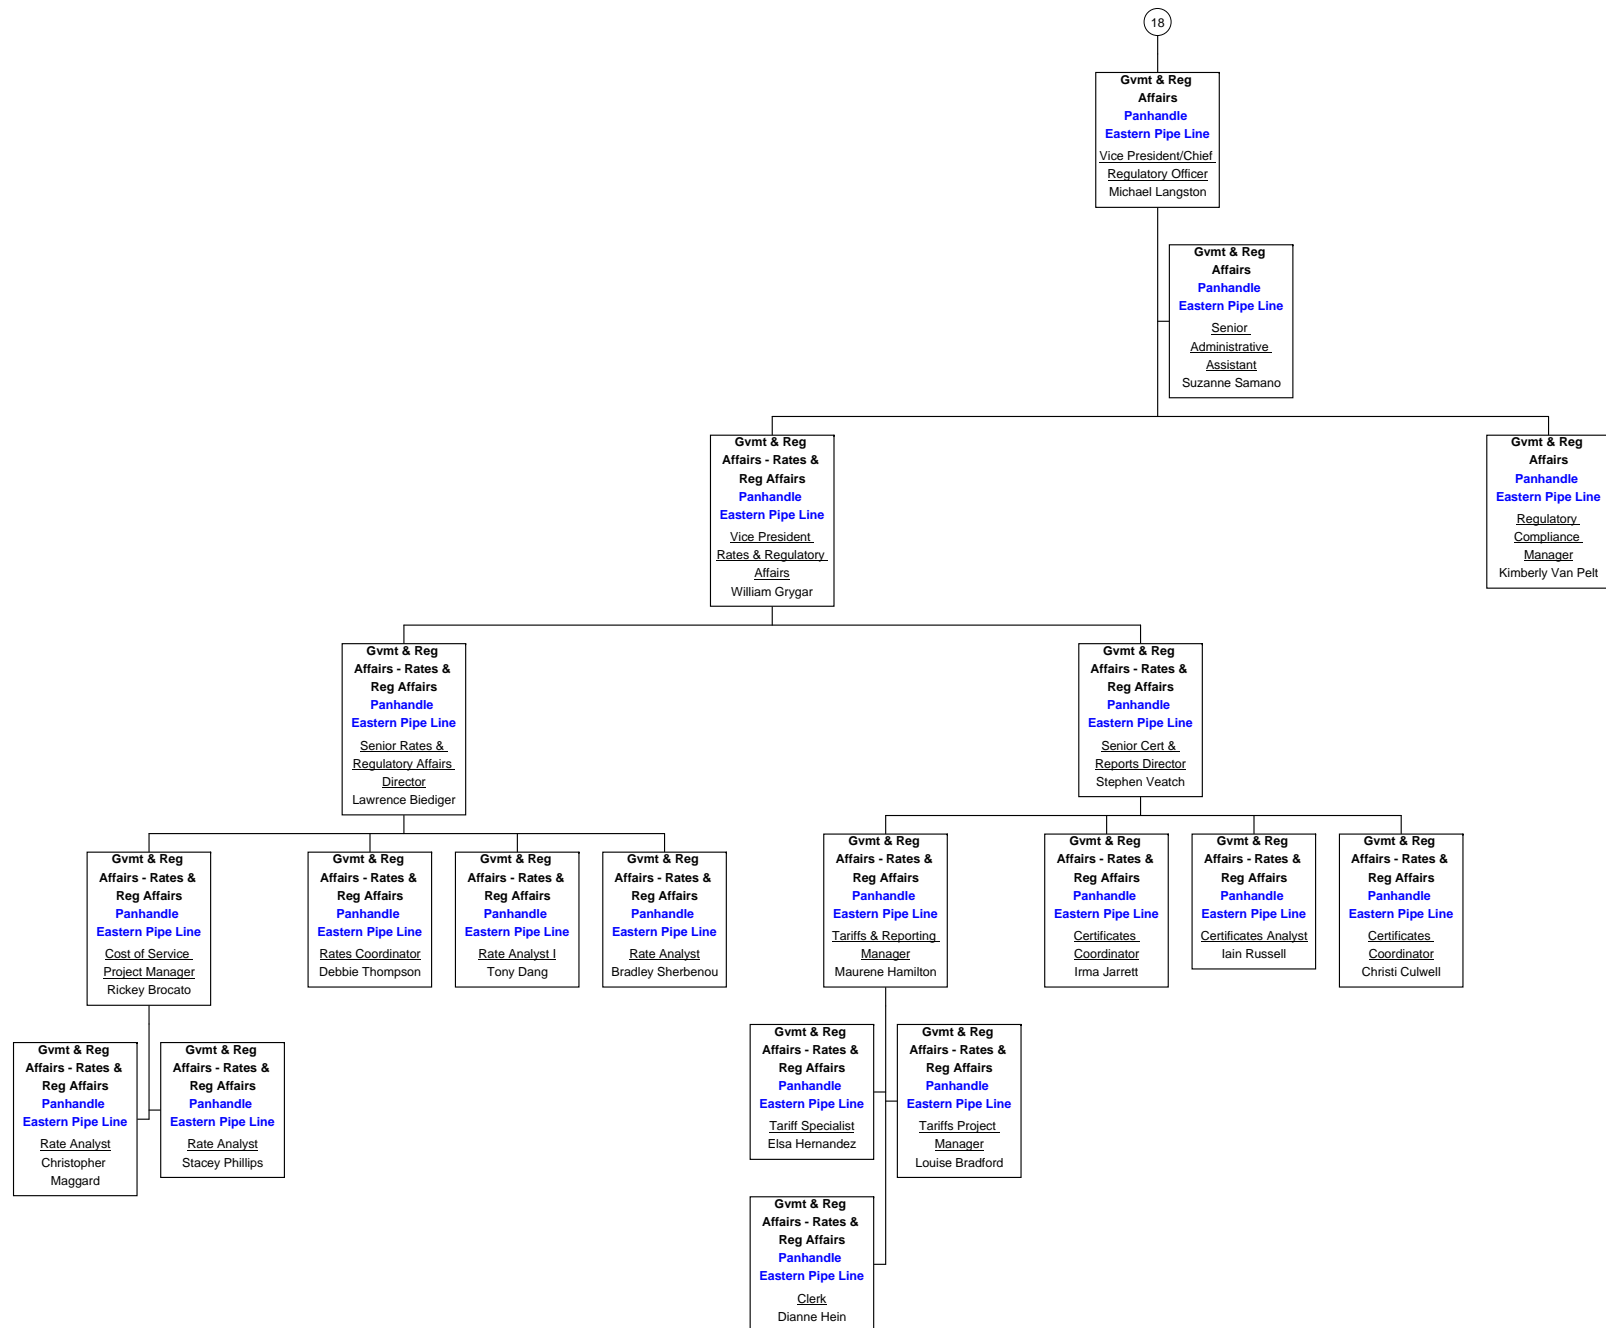 18
Gvmt & Reg
Affairs
Panhandle
Eastern Pipe Line
Vice President/Chief
Regulatory Officer
Michael Langston
Gvmt & Reg
Affairs
Panhandle
Eastern Pipe Line
Senior
Administrative
Assistant
Suzanne Samano
Gvmt & Reg
Affairs - Rates &
Reg Affairs
Panhandle
Eastern Pipe Line
Vice President
Rates & Regulatory
Affairs
William Grygar
Gvmt & Reg
Affairs
Panhandle
Eastern Pipe Line
Regulatory
Compliance
Manager
Kimberly Van Pelt
Gvmt & Reg
Affairs - Rates &
Reg Affairs
Panhandle
Eastern Pipe Line
Senior Rates &
Regulatory Affairs
Director
Lawrence Biediger
Gvmt & Reg
Affairs - Rates &
Reg Affairs
Panhandle
Eastern Pipe Line
Senior Cert &
Reports Director
Stephen Veatch
Gvmt & Reg
Affairs - Rates &
Reg Affairs
Panhandle
Eastern Pipe Line
Cost of Service
Project Manager
Rickey Brocato
Gvmt & Reg
Affairs - Rates &
Reg Affairs
Panhandle
Eastern Pipe Line
Rates Coordinator
Debbie Thompson
Gvmt & Reg
Affairs - Rates &
Reg Affairs
Panhandle
Eastern Pipe Line
Rate Analyst I
Tony Dang
Gvmt & Reg
Affairs - Rates &
Reg Affairs
Panhandle
Eastern Pipe Line
Rate Analyst
Bradley Sherbenou
Gvmt & Reg
Affairs - Rates &
Reg Affairs
Panhandle
Eastern Pipe Line
Tariffs & Reporting
Manager
Maurene Hamilton
Gvmt & Reg
Affairs - Rates &
Reg Affairs
Panhandle
Eastern Pipe Line
Certificates
Coordinator
Irma Jarrett
Gvmt & Reg
Affairs - Rates &
Reg Affairs
Panhandle
Eastern Pipe Line
Certificates Analyst
Iain Russell
Gvmt & Reg
Affairs - Rates &
Reg Affairs
Panhandle
Eastern Pipe Line
Certificates
Coordinator
Christi Culwell
Gvmt & Reg
Affairs - Rates &
Reg Affairs
Panhandle
Eastern Pipe Line
Rate Analyst
Christopher
Maggard
Gvmt & Reg
Affairs - Rates &
Reg Affairs
Panhandle
Eastern Pipe Line
Rate Analyst
Stacey Phillips
Gvmt & Reg
Affairs - Rates &
Reg Affairs
Panhandle
Eastern Pipe Line
Tariff Specialist
Elsa Hernandez
Gvmt & Reg
Affairs - Rates &
Reg Affairs
Panhandle
Eastern Pipe Line
Tariffs Project
Manager
Louise Bradford
Gvmt & Reg
Affairs - Rates &
Reg Affairs
Panhandle
Eastern Pipe Line
Clerk
Dianne Hein